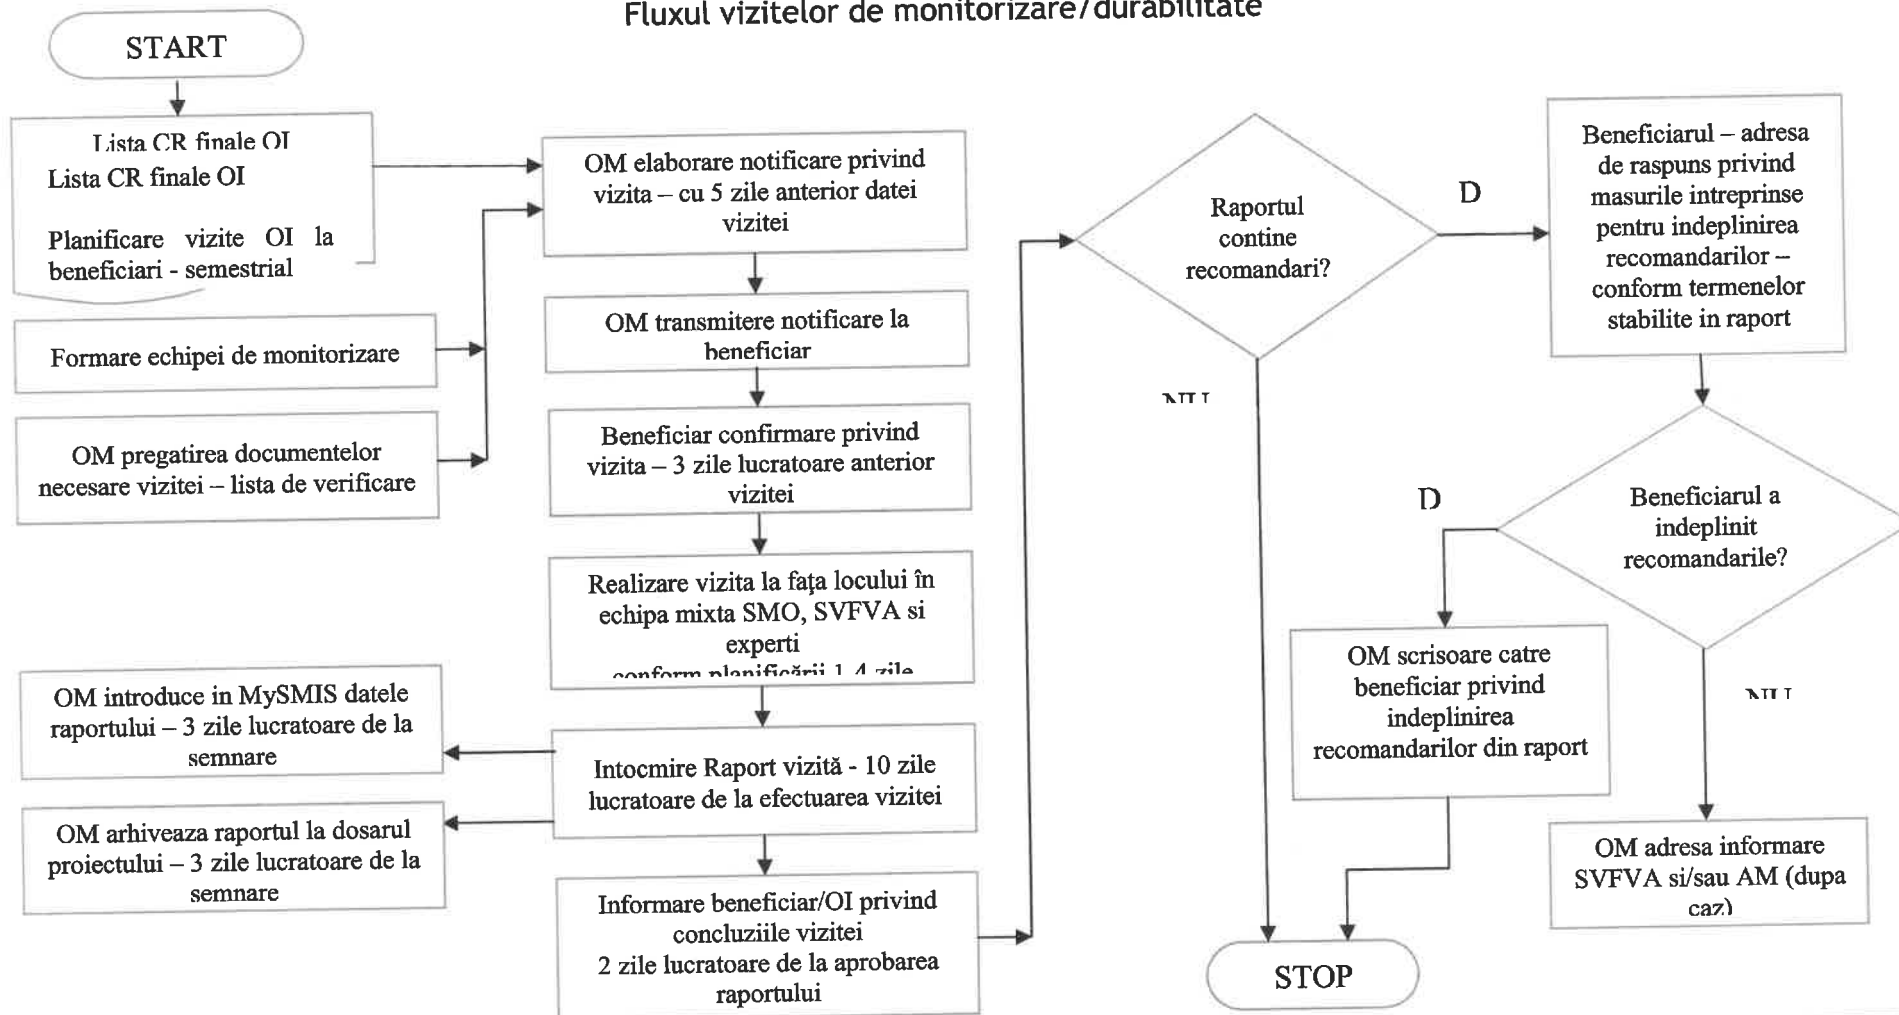 Fluxul vizitelor de monitorizare/durabilitate
START
Lista CR finale OI
Lista CR finale OI
Planificare vizite OI la
beneficiari - semestrial
Formare echipei de monitorizare
OM pregatirea documentelor
necesare vizitei – lista de verificare
OM elaborare notificare privind
vizita – cu 5 zile anterior datei
vizitei
OM transmitere notificare la
beneficiar
Beneficiar confirmare privind
vizita – 3 zile lucratoare anterior
vizitei
Realizare vizita la fața locului în
echipa mixta SMO, SVFVA si
experti
conform planificării 1-4 zile
Intocmire Raport vizită - 10 zile
lucratoare de la efectuarea vizitei
OM introduce in MySMIS datele
raportului – 3 zile lucratoare de la
semnare
OM arhiveaza raportul la dosarul
proiectului – 3 zile lucratoare de la
semnare
Informare beneficiar/OI privind
concluziile vizitei
2 zile lucratoare de la aprobarea
raportului
Raportul
contine
recomandari?
D
NU
Beneficiarul – adresa
de raspuns privind
masurile intreprinse
pentru indeplinirea
recomandarilor –
conform termenelor
stabilite in raport
Beneficiarul a
indeplinit
recomandarile?
D
NU
OM scrisoare catre
beneficiar privind
indeplinirea
recomandarilor din raport
OM adresa informare
SVFVA si/sau AM (dupa
caz)
STOP